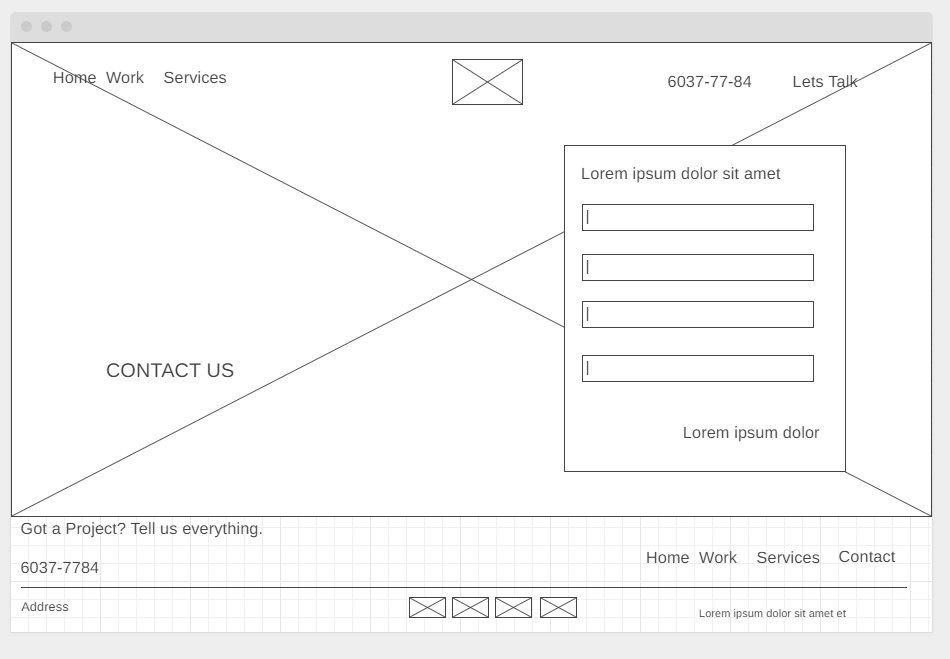 Home Work Services
6037-77-84 Lets Talk
Lorem ipsum dolor sit amet
CONTACT US
Lorem ipsum dolor
Got a Project? Tell us everything.
6037-7784
Home Work Services Contact
Address
Lorem ipsum dolor sit amet et